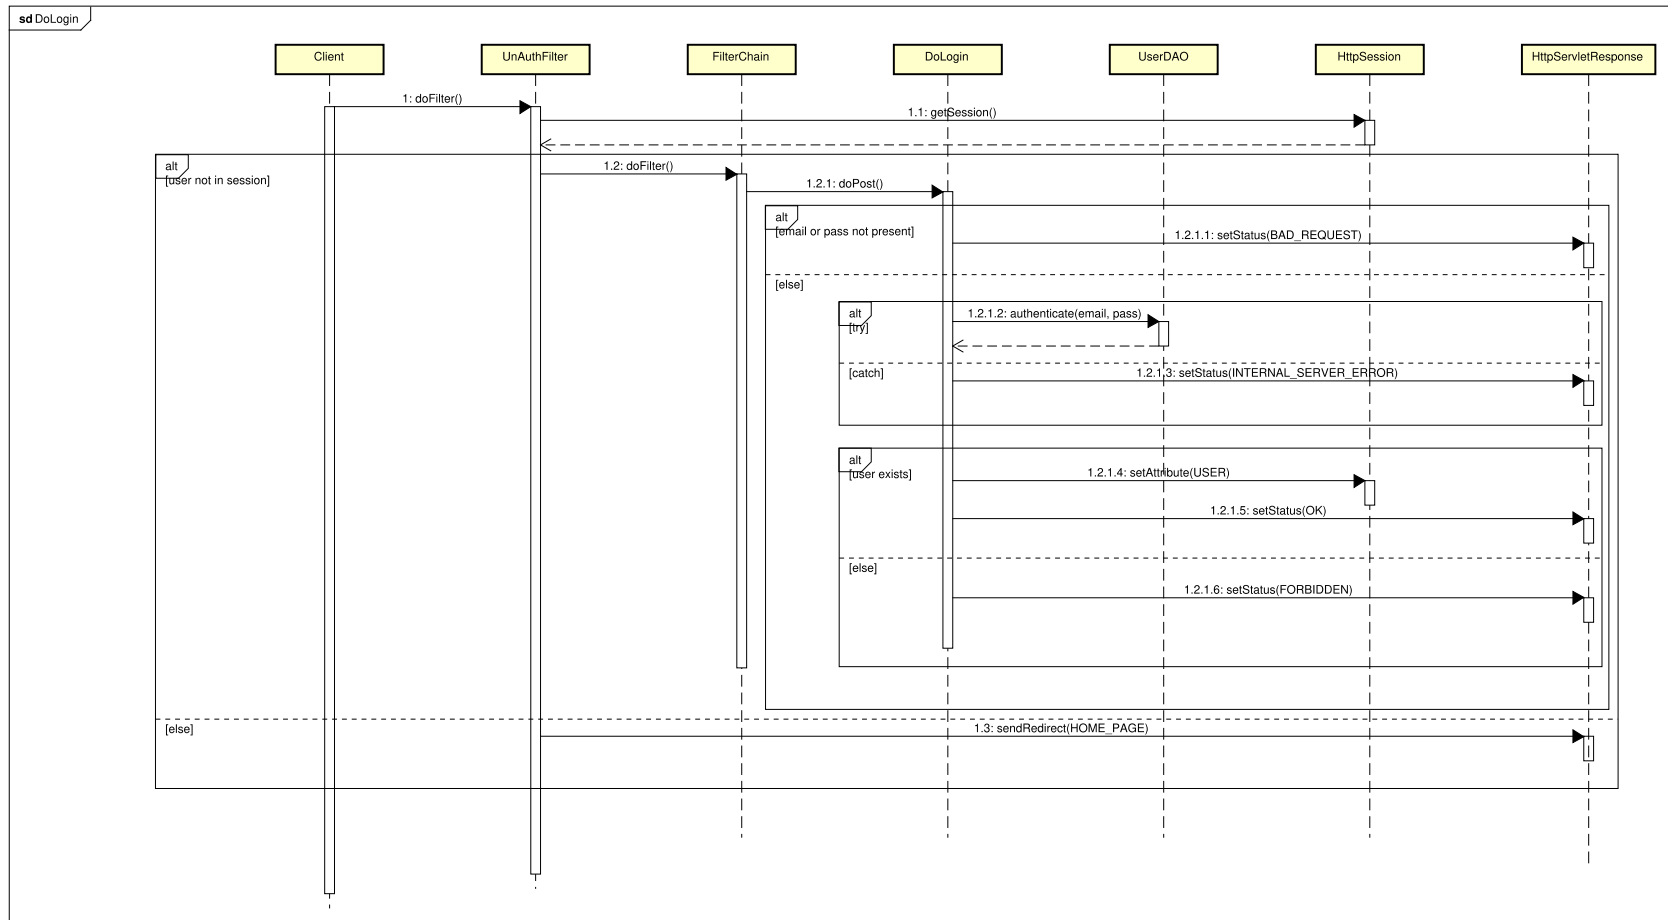 sd DoLogin
Client
UnAuthFilter
FilterChain
DoLogin
UserDAO
HttpSession
HttpServletResponse
1: doFilter()
1.1: getSession()
alt
[user not in session]
1.2: doFilter()
1.2.1: doPost()
alt
[email or pass not present]
1.2.1.1: setStatus(BAD_REQUEST)
[else]
alt
[try]
1.2.1.2: authenticate(email, pass)
[catch]
1.2.1.3: setStatus(INTERNAL_SERVER_ERROR)
alt
[user exists]
1.2.1.4: setAttribute(USER)
1.2.1.5: setStatus(OK)
[else]
1.2.1.6: setStatus(FORBIDDEN)
[else]
1.3: sendRedirect(HOME_PAGE)